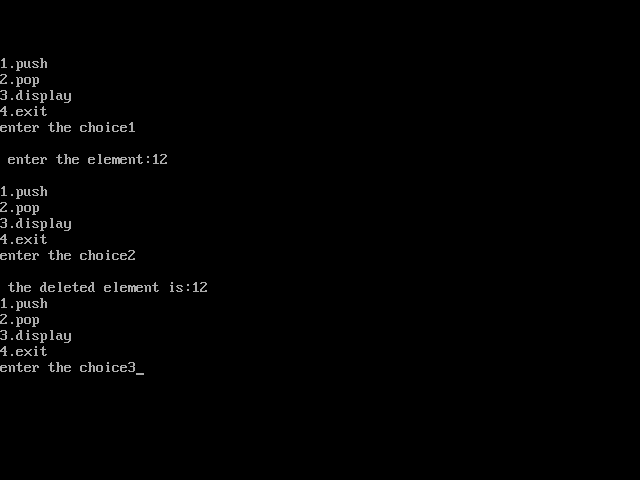 1.push
2.pop
3.display
4.exit
enter the choice1
enter the element:12
1.push
2.pop
3.display
4.exit
enter the choice2
the deleted element is:12
1.push
2.pop
3.display
4.exit
enter the choice3_